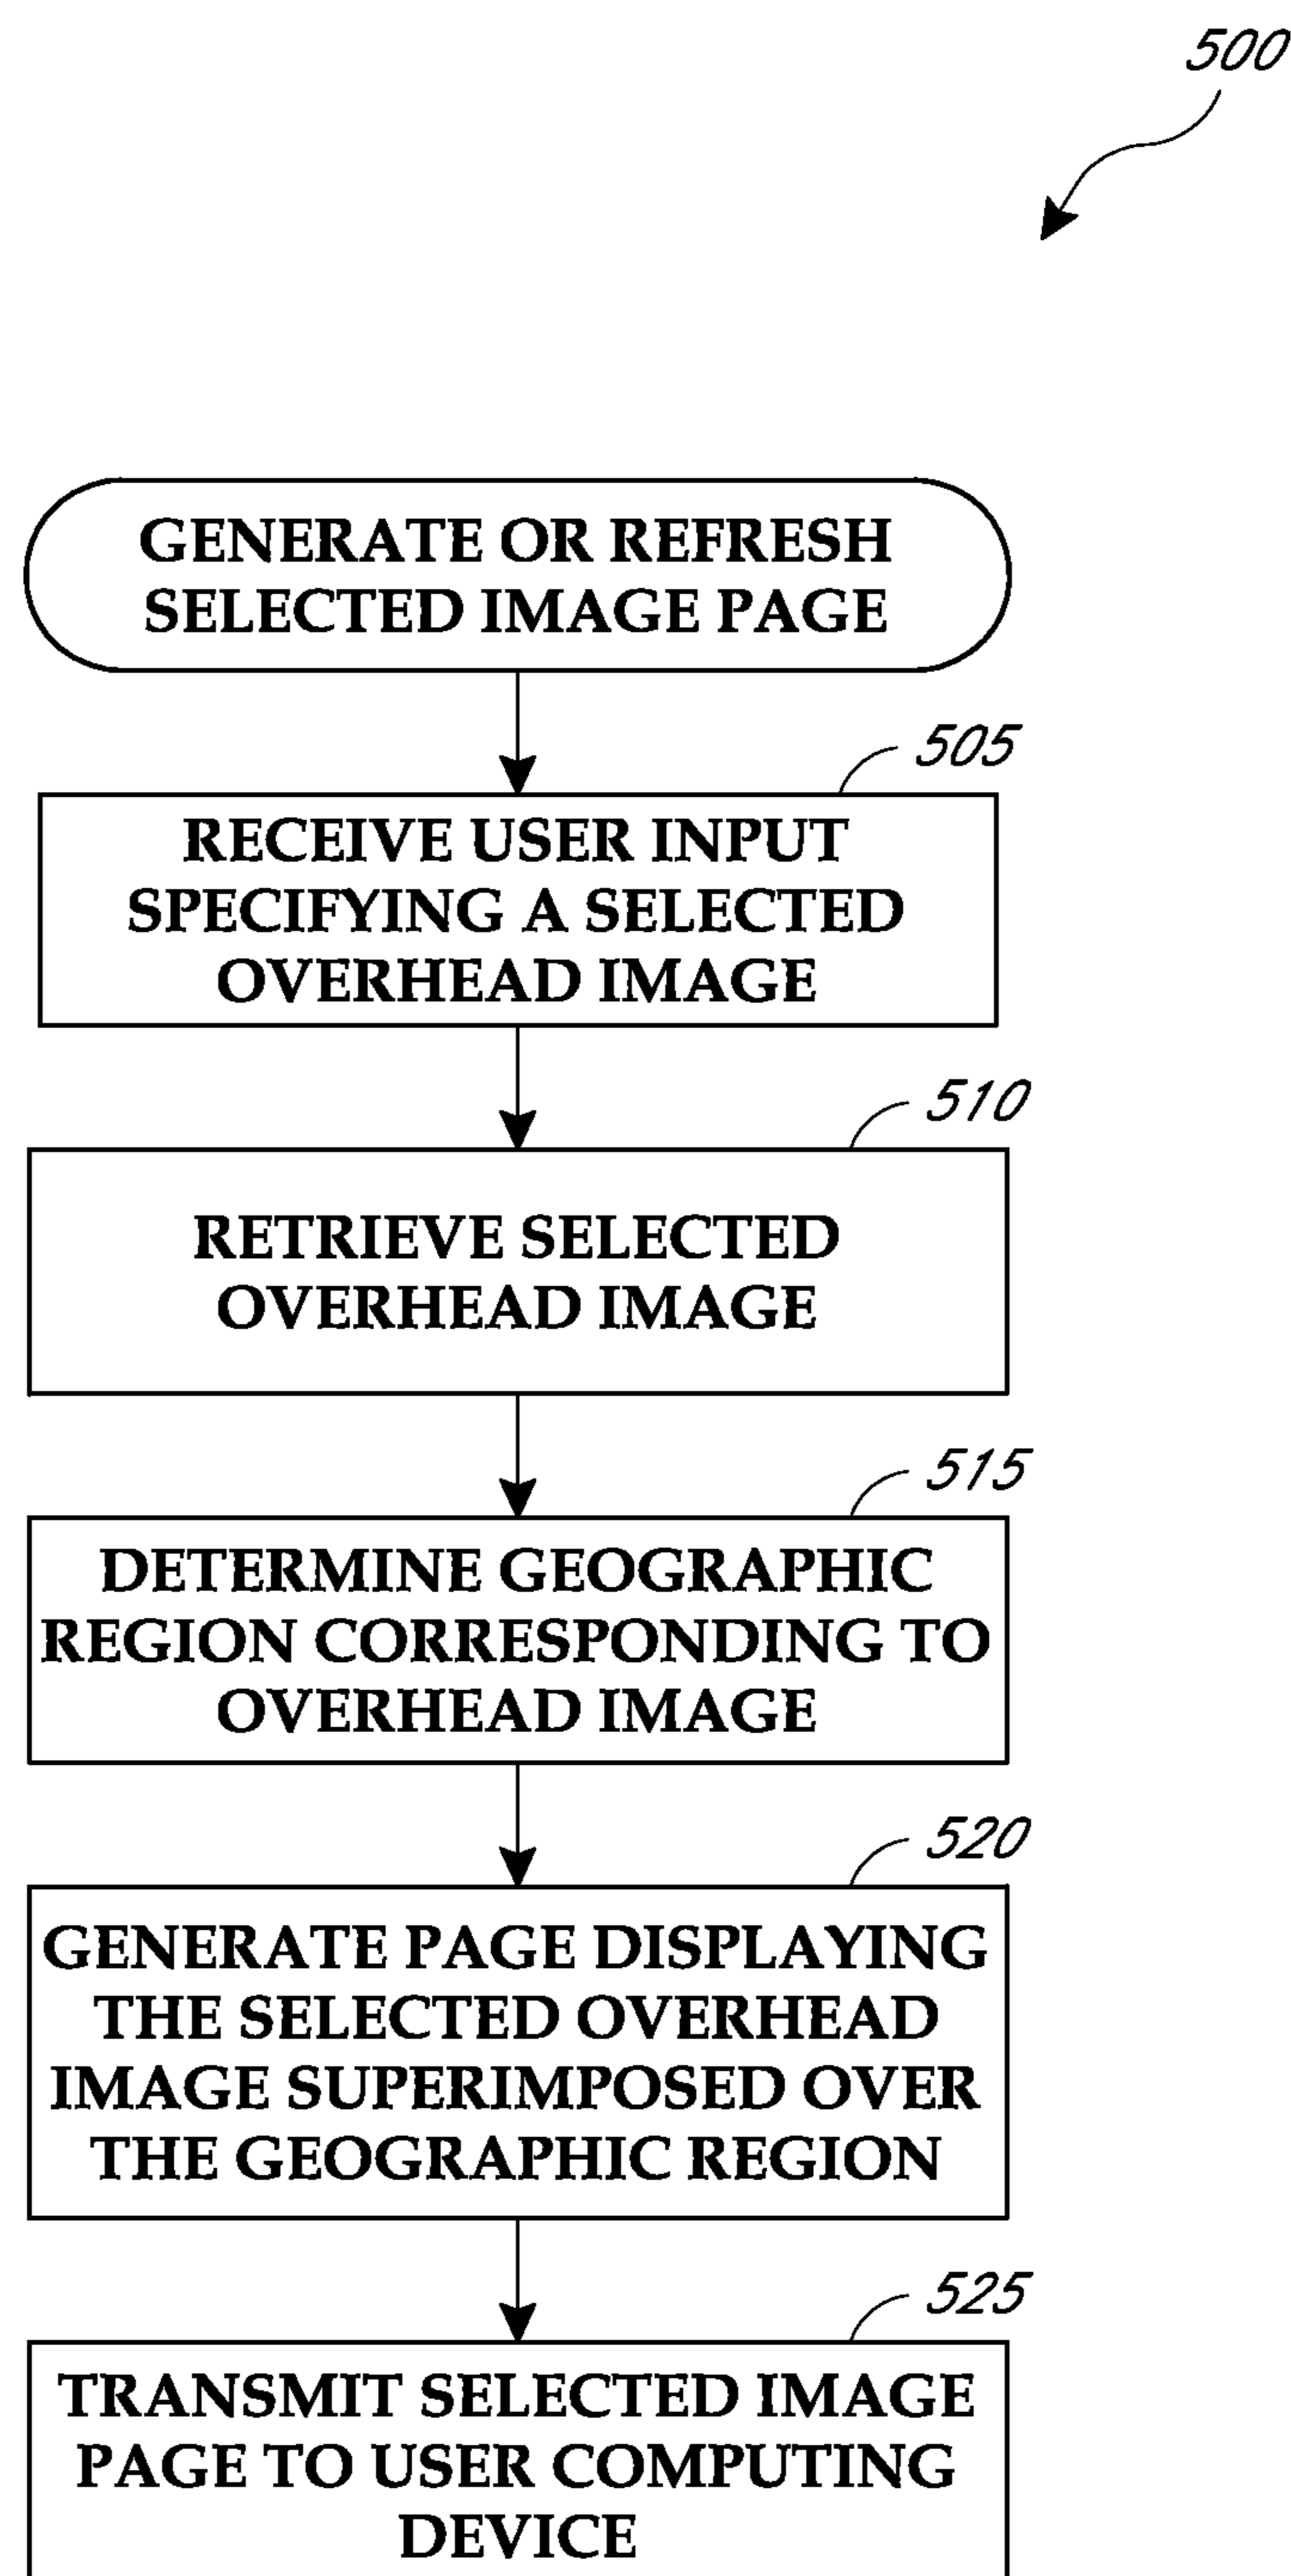 500
GENERATE OR REFRESH
SELECTED IMAGE PAGE
505
RECEIVE USER INPUT
SPECIFYING A SELECTED
OVERHEAD IMAGE
510
RETRIEVE SELECTED
OVERHEAD IMAGE
515
DETERMINE GEOGRAPHIC
REGION CORRESPONDING TO
OVERHEAD IMAGE
520
GENERATE PAGE DISPLAYING
THE SELECTED OVERHEAD
IMAGE SUPERIMPOSED OVER
THE GEOGRAPHIC REGION
525
TRANSMIT SELECTED IMAGE
PAGE TO USER COMPUTING
DEVICE